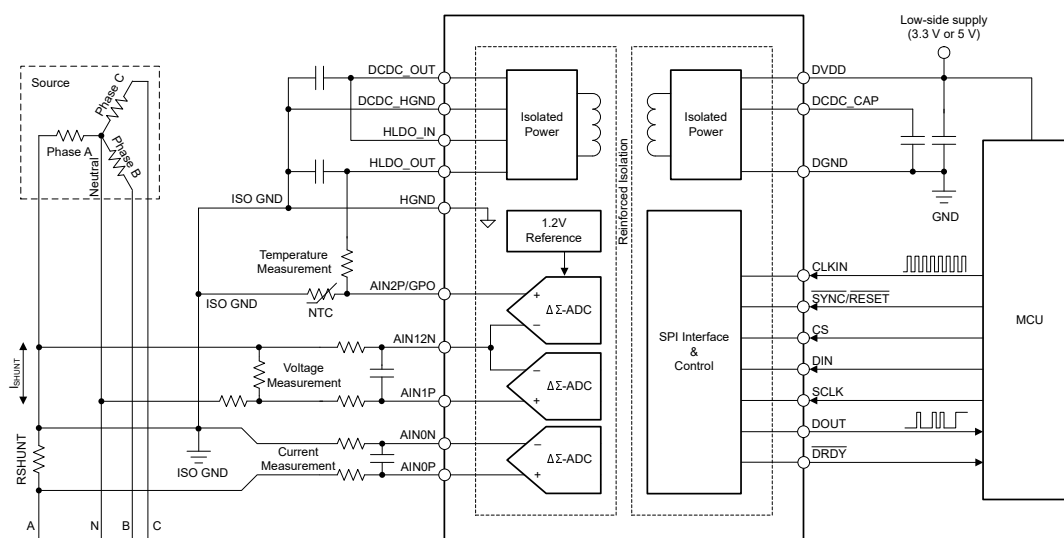 Low-side supply
(3.3 V or 5 V)
Source
Phase C
Phase A
Phase B
Neutral
DCDC_OUT
DCDC_HGND
HLDO_IN
HLDO_OUT
ISO GND
HGND
Isolated
Power
Reinforced Isolation
Isolated
Power
DVDD
DCDC_CAP
DGND
GND
1.2V
Reference
Temperature
Measurement
AIN2P/GPO
ISO GND
NTC
ΔΣ-ADC
AIN12N
ISHUNT
Voltage
Measurement
AIN1P
ΔΣ-ADC
RSHUNT
ISO GND
Current
Measurement
AIN0N
AIN0P
ΔΣ-ADC
SPI Interface
&
Control
CLKIN
SYNC/RESET
CS
DIN
SCLK
DOUT
DRDY
MCU
A
N
B
C